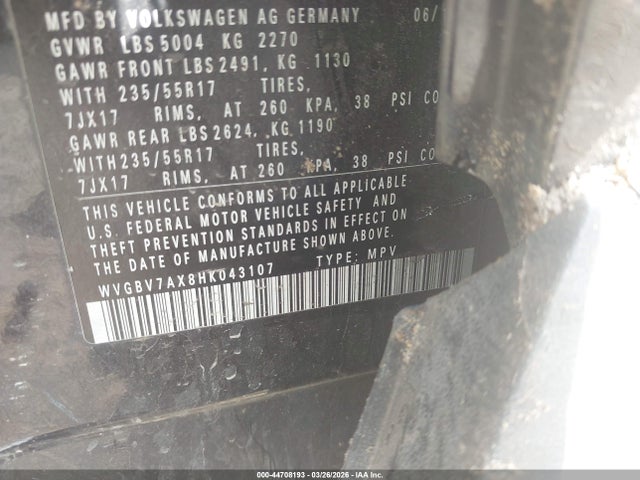 MFD BY VOLKSWAGEN AG GERMANY 06/
GVWR LBS 5004 KG 2270
GAWR FRONT LBS 2491, KG 1130
WITH 235/55R17 TIRES,
7JX17 RIMS, AT 260 KPA, 38 PSI CO
GAWR REAR LBS 2624, KG 1190
WITH 235/55R17 TIRES,
7JX17 RIMS, AT 260 KPA, 38 PSI CO
THIS VEHICLE CONFORMS TO ALL APPLICABLE
U.S. FEDERAL MOTOR VEHICLE SAFETY AND
THEFT PREVENTION STANDARDS IN EFFECT ON
THE DATE OF MANUFACTURE SHOWN ABOVE.
WVGBV7AX8HK043107 TYPE: MPV
000-44708193 | 03/26/2026 | IAA Inc.